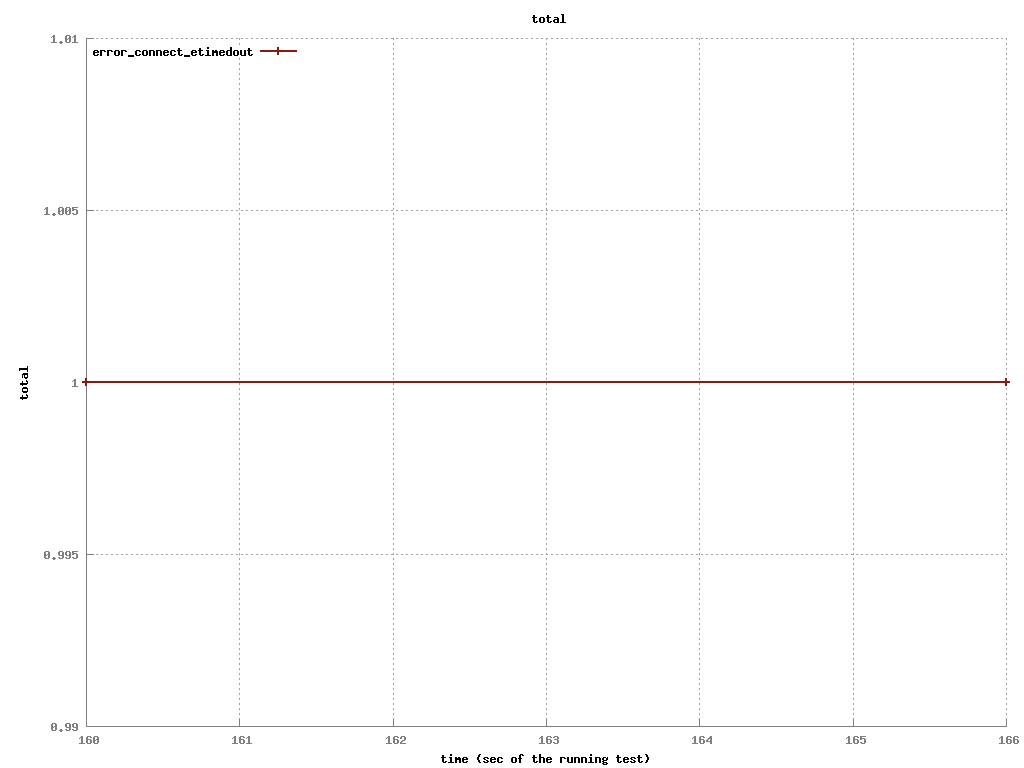 total
1.01
error_connect_etimedout
1.005
total
1
0.995
0.99
160 161 162 163 164 165 166
time (sec of the running test)